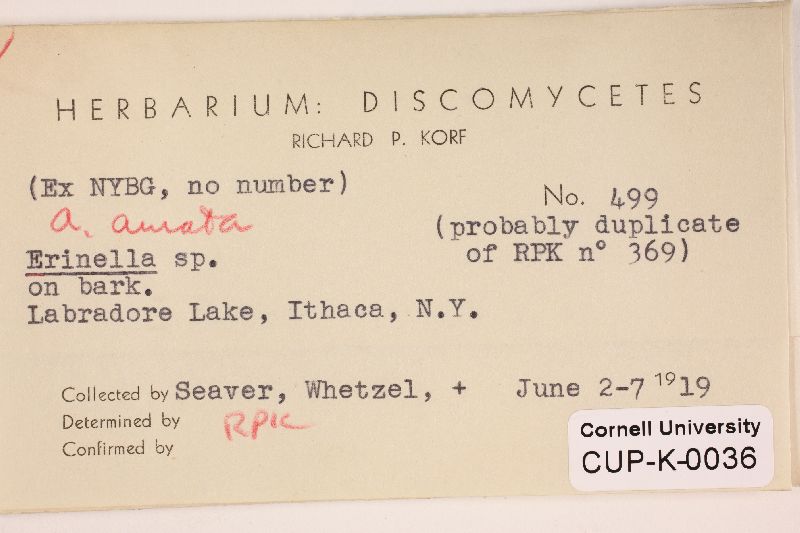 HERBARIUM: DISCOMYCETES
RICHARD P. KORF
(Ex NYBG, no number)
No. 499
A. aurata
(probably duplicate
of RPK nº 369)
Erinella sp.
on bark.
Labradore Lake, Ithaca, N.Y.
Collected by Seaver, Whetzel, + June 2-7 1919
Determined by RPK
Confirmed by
Cornell University
CUP-K-0036